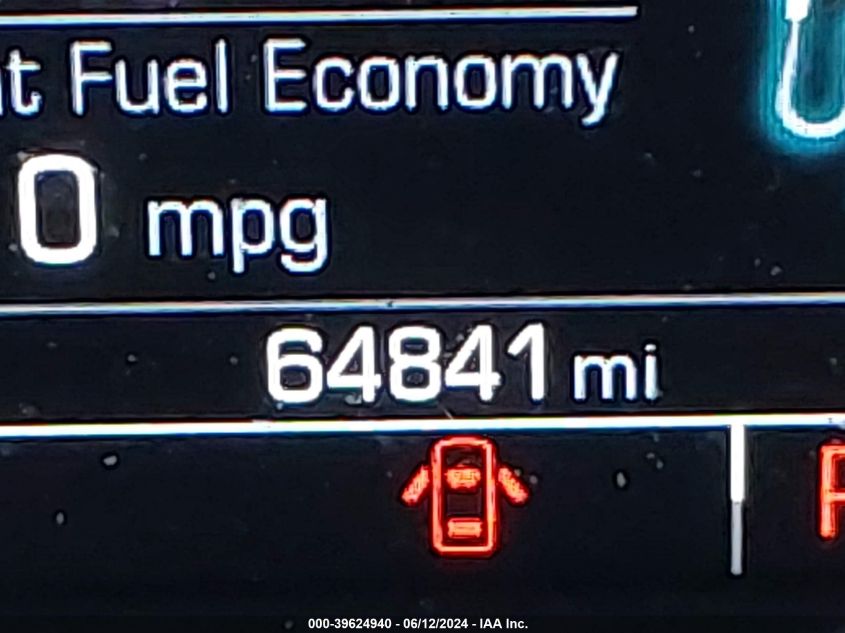 t Fuel Economy
0 mpg
64841 mi
000-39624940 - 06/12/2024 - IAA Inc.